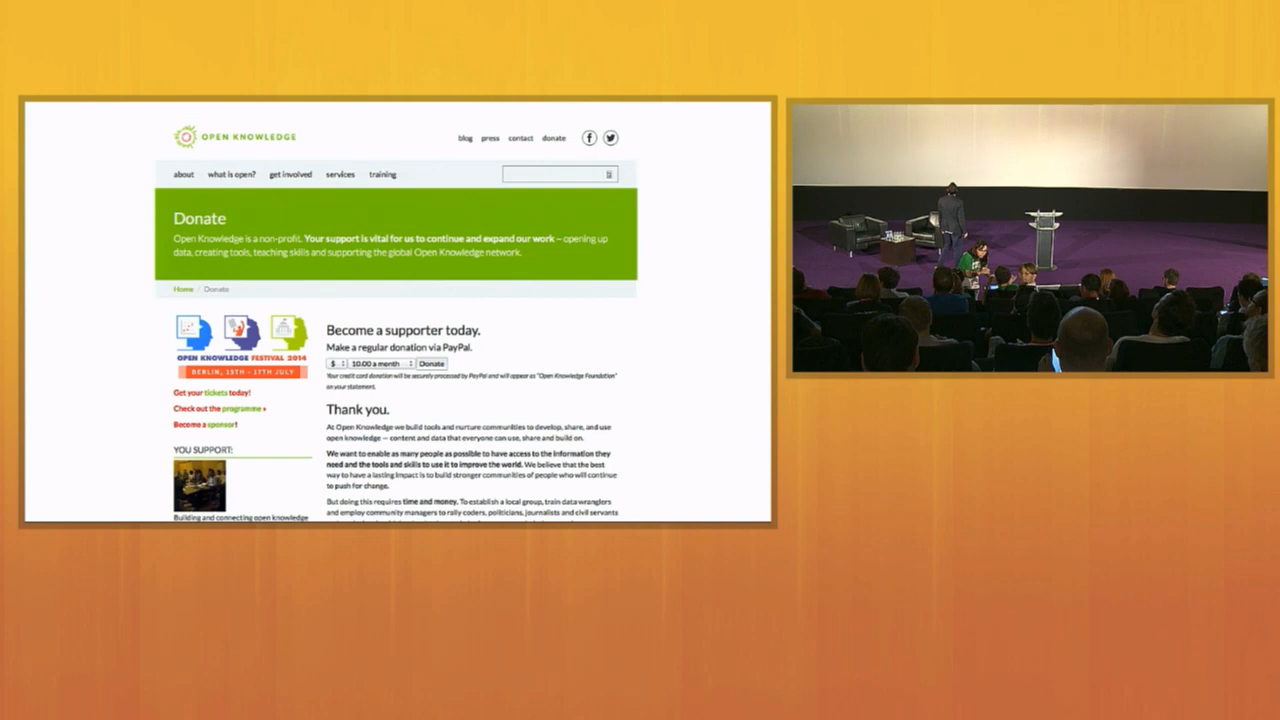 OPEN KNOWLEDGE
blog press contact donate
about what is open? get involved services training
Donate
Open Knowledge is a non-profit. Your support is vital for us to continue and expand our work – opening up
data, creating tools, teaching skills and supporting the global Open Knowledge network.
Home / Donate
OPEN KNOWLEDGE FESTIVAL 2014
BERLIN, 15TH - 17TH JULY
Get your tickets today!
Check out the programme »
Become a sponsor!
YOU SUPPORT:
Building and connecting open knowledge
Become a supporter today.
Make a regular donation via PayPal.
$ 10.00 a month Donate
Your credit card donation will be securely processed by PayPal and will appear as "Open Knowledge Foundation"
on your statement.
Thank you.
At Open Knowledge we build tools and nurture communities to develop, share, and use
open knowledge — content and data that everyone can use, share and build on.
We want to enable as many people as possible to have access to the information they
need and the tools and skills to use it to improve the world. We believe that the best
way to have a lasting impact is to build stronger communities of people who will continue
to push for change.
But doing this requires time and money. To establish a local group, train data wranglers
and employ community managers to rally coders, politicians, journalists and civil servants